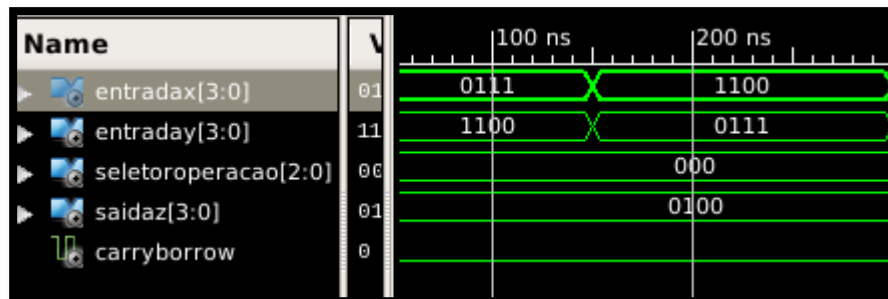 Name V 100 ns 200 ns
entradax[3:0] 01 0111 1100
entraday[3:0] 11 1100 0111
seletoroperacao[2:0] 00 000
saidaz[3:0] 01 0100
carryborrow 0